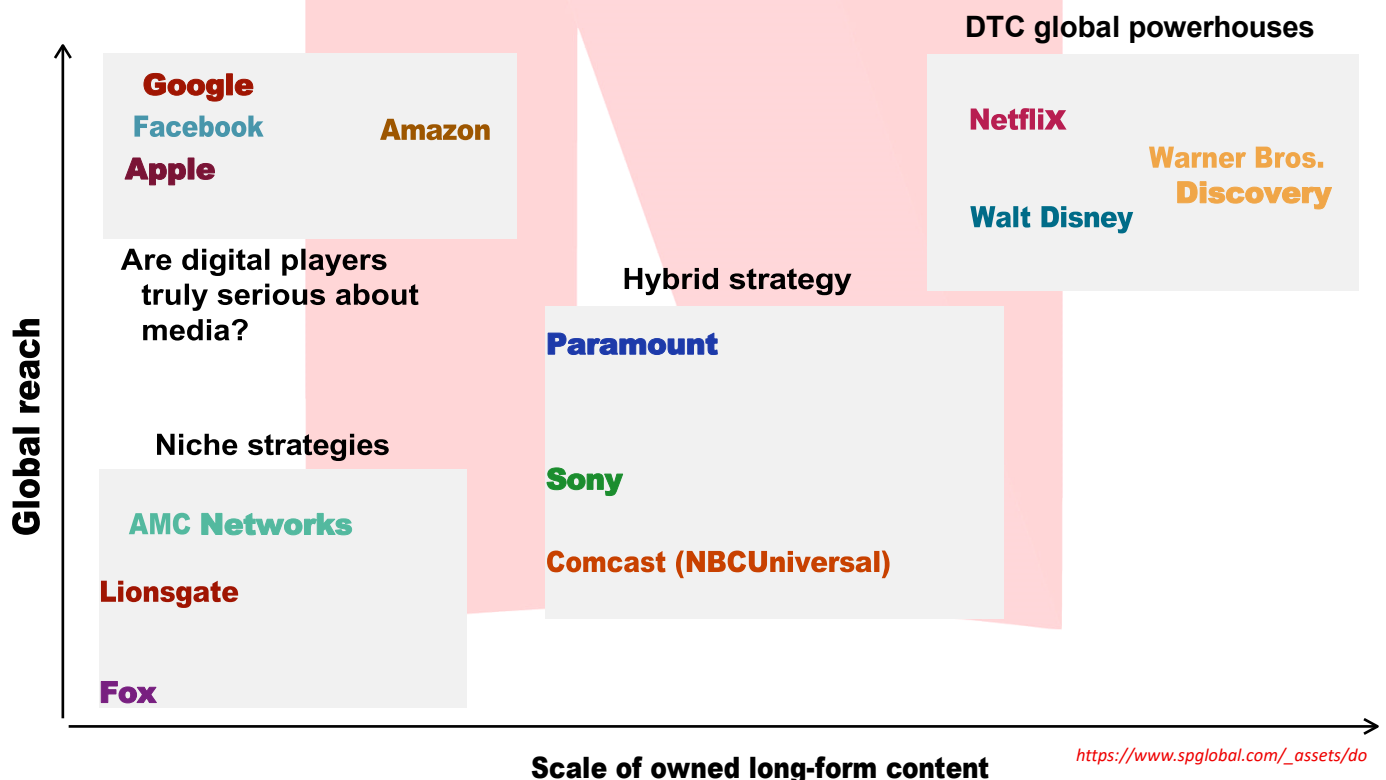 DTC global powerhouses
Google
Facebook
Amazon
Apple
NetfliX
Warner Bros.
Discovery
Walt Disney
Are digital players
truly serious about
media?
Hybrid strategy
Paramount
Sony
Comcast (NBCUniversal)
Niche strategies
AMC Networks
Lionsgate
Fox
Global reach
Scale of owned long-form content
https://www.spglobal.com/_assets/do